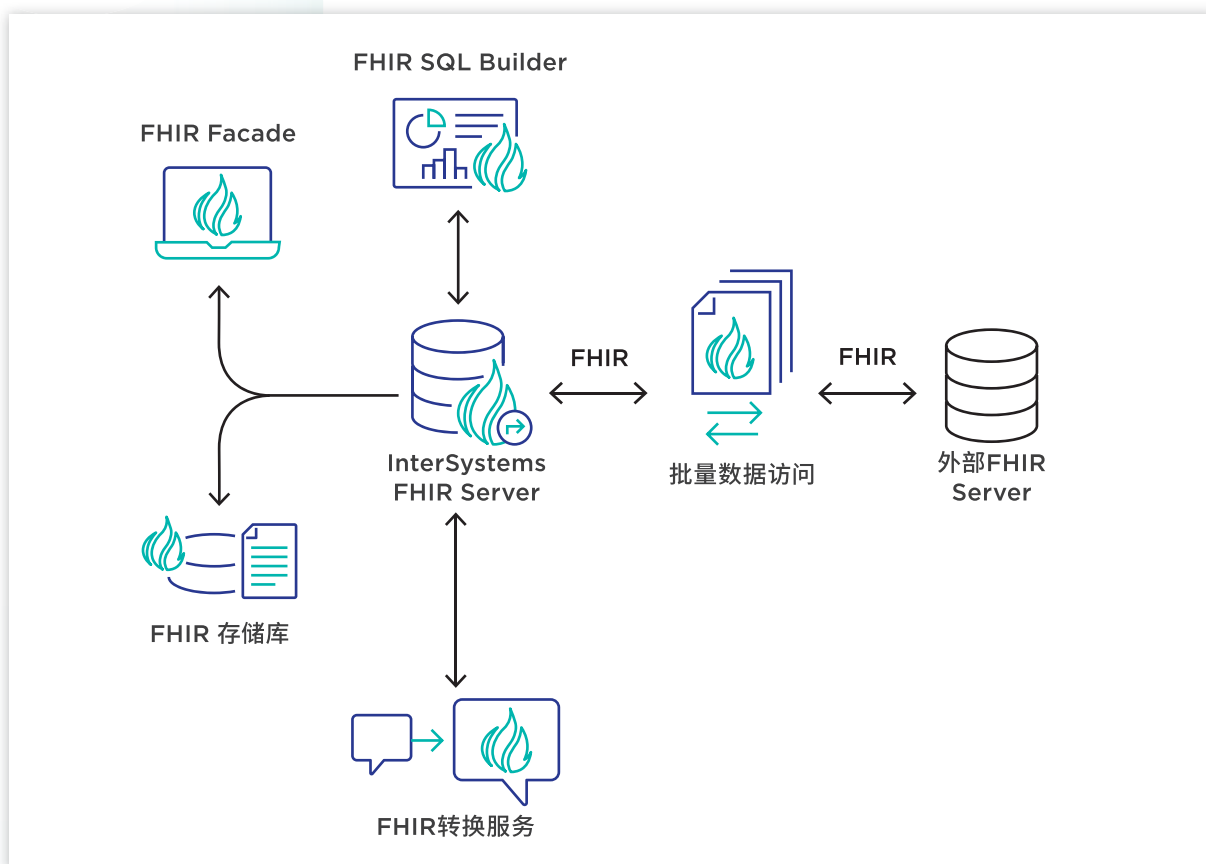 FHIR SQL Builder
FHIR Facade
FHIR
FHIR
InterSystems
FHIR Server
批量数据访问
外部FHIR
Server
FHIR 存储库
FHIR转换服务